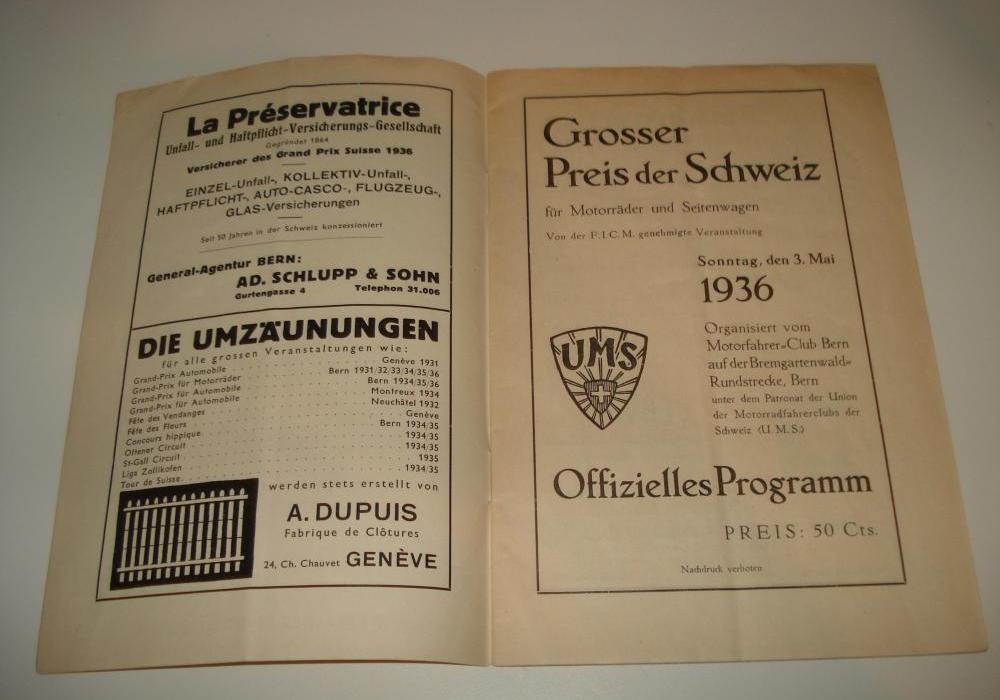 La Préservatrice
Unfall- und Haftpflicht-Versicherungs-Gesellschaft
Gegründet 1864
Versicherer des Grand Prix Suisse 1936
EINZEL-Unfall-, KOLLEKTIV-Unfall-,
HAFTPFLICHT-, AUTO-CASCO-, FLUGZEUG-,
GLAS-Versicherungen
Seit 50 Jahren in der Schweiz konzessioniert
General-Agentur BERN:
AD. SCHLUPP & SOHN
Gurtengasse 4 Telephon 31.006
DIE UMZÄUNUNGEN
für alle grossen Veranstaltungen wie:
Grand-Prix Automobile Genève 1931
Grand-Prix für Motorräder Bern 1931/32/33/34/35/36
Grand-Prix für Automobile Bern 1934/35/36
Grand-Prix für Automobile Montreux 1934
Fête des Vendanges Neuchâtel 1932
Fête des Fleurs Genève
Concours hippique Bern 1934/35
Oltener Circuit 1934/35
St-Gall Circuit 1934/35
Liga Zollikofen 1935
Tour de Suisse 1934/35
werden stets erstellt von
A. DUPUIS
Fabrique de Clôtures
24, Ch. Chauvet GENÈVE
Grosser
Preis der Schweiz
für Motorräder und Seitenwagen
Von der F.I.C.M. genehmigte Veranstaltung
Sonntag, den 3. Mai
1936
UMS
Organisiert vom
Motorfahrer-Club Bern
auf der Bremgartenwald-
Rundstrecke, Bern
unter dem Patronat der Union
der Motorradfahrerclubs der
Schweiz (U.M.S.)
Offizielles Programm
PREIS: 50 Cts.
Nachdruck verboten